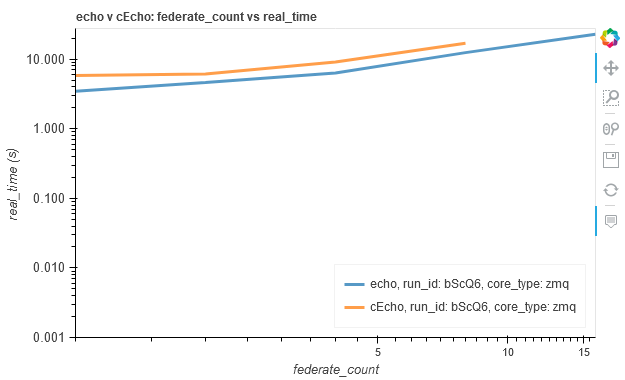 echo v cEcho: federate_count vs real_time
10.000
1.000
0.100
0.010
0.001
real_time (s)
echo, run_id: bScQ6, core_type: zmq
cEcho, run_id: bScQ6, core_type: zmq
5
10
15
federate_count